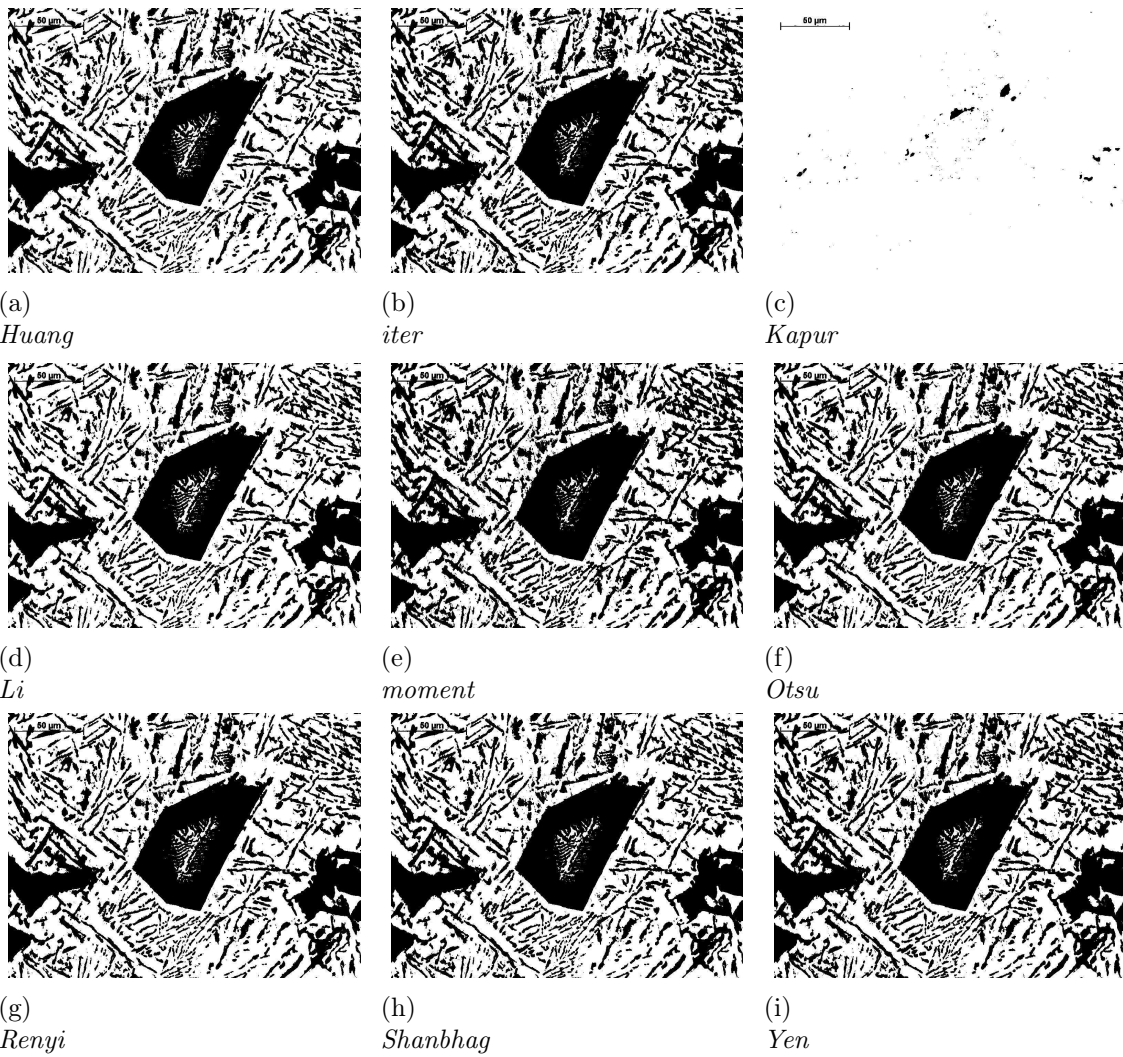 50 μm
50 μm
50 μm
(a)
Huang
(b)
iter
(c)
Kapur
50 μm
50 μm
50 μm
(d)
Li
(e)
moment
(f)
Otsu
50 μm
50 μm
50 μm
(g)
Renyi
(h)
Shanbhag
(i)
Yen